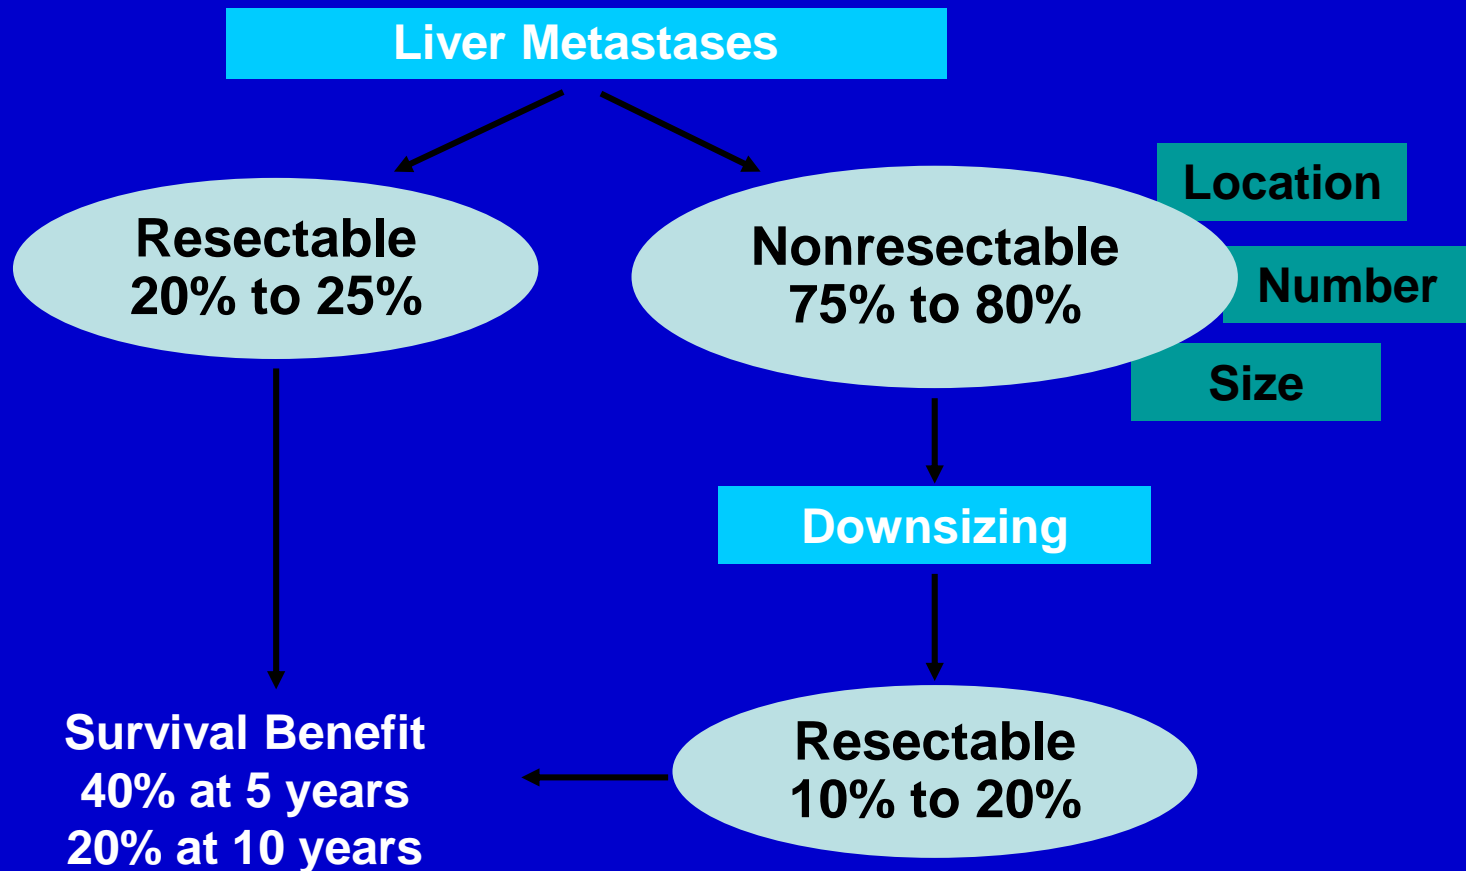 Liver Metastases
Resectable
20% to 25%
Nonresectable
75% to 80%
Location
Number
Size
Downsizing
Resectable
10% to 20%
Survival Benefit
40% at 5 years
20% at 10 years